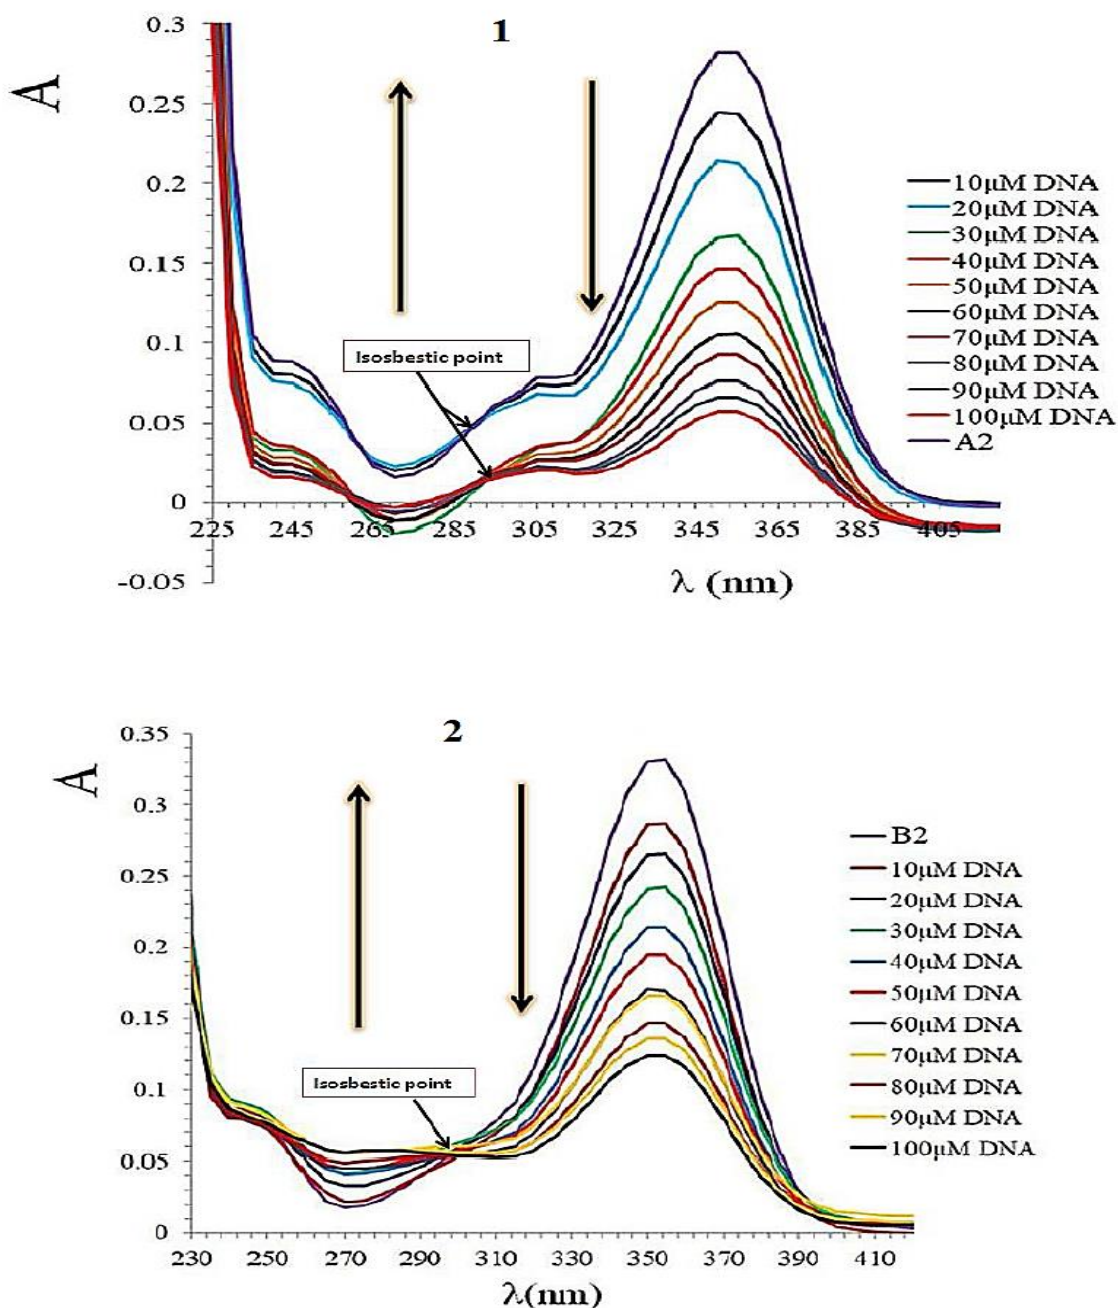 1
A
0.3
0.25
0.2
0.15
0.1
0.05
0
-0.05
Isosbestic point
225 245 265 285 305 325 345 365 385 405
λ (nm)
10µM DNA
20µM DNA
30µM DNA
40µM DNA
50µM DNA
60µM DNA
70µM DNA
80µM DNA
90µM DNA
100µM DNA
A2
2
A
0.35
0.3
0.25
0.2
0.15
0.1
0.05
0
Isosbestic point
230 250 270 290 310 330 350 370 390 410
λ(nm)
B2
10µM DNA
20µM DNA
30µM DNA
40µM DNA
50µM DNA
60µM DNA
70µM DNA
80µM DNA
90µM DNA
100µM DNA